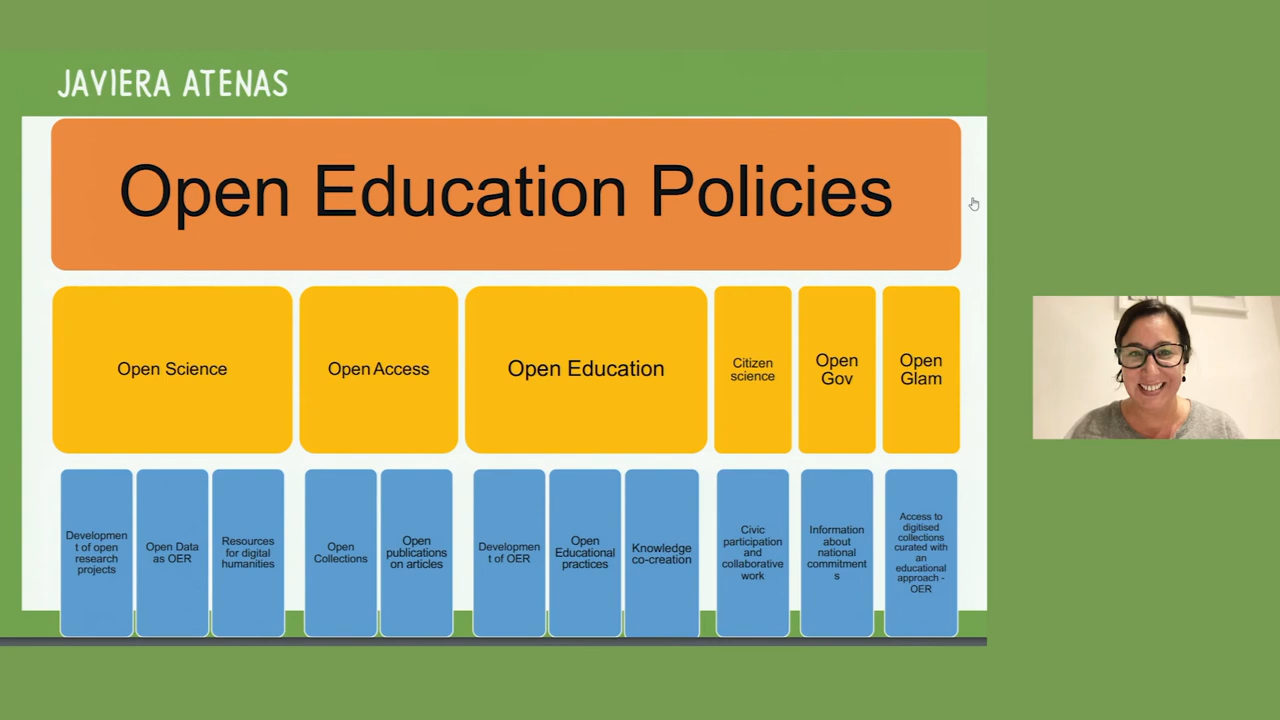 JAVIERA ATENAS
Open Education Policies
Open Science
Open Access
Open Education
Citizen
science
Open
Gov
Open
Glam
Developmen
t of open
research
projects
Open Data
as OER
Resources
for digital
humanities
Open
Collections
Open
publications
on articles
Developmen
t of OER
Open
Educational
practices
Knowledge
co-creation
Civic
participation
and
collaborative
work
Information
about
national
commitment
s
Access to
digitised
collections
curated with
an
educational
approach -
OER